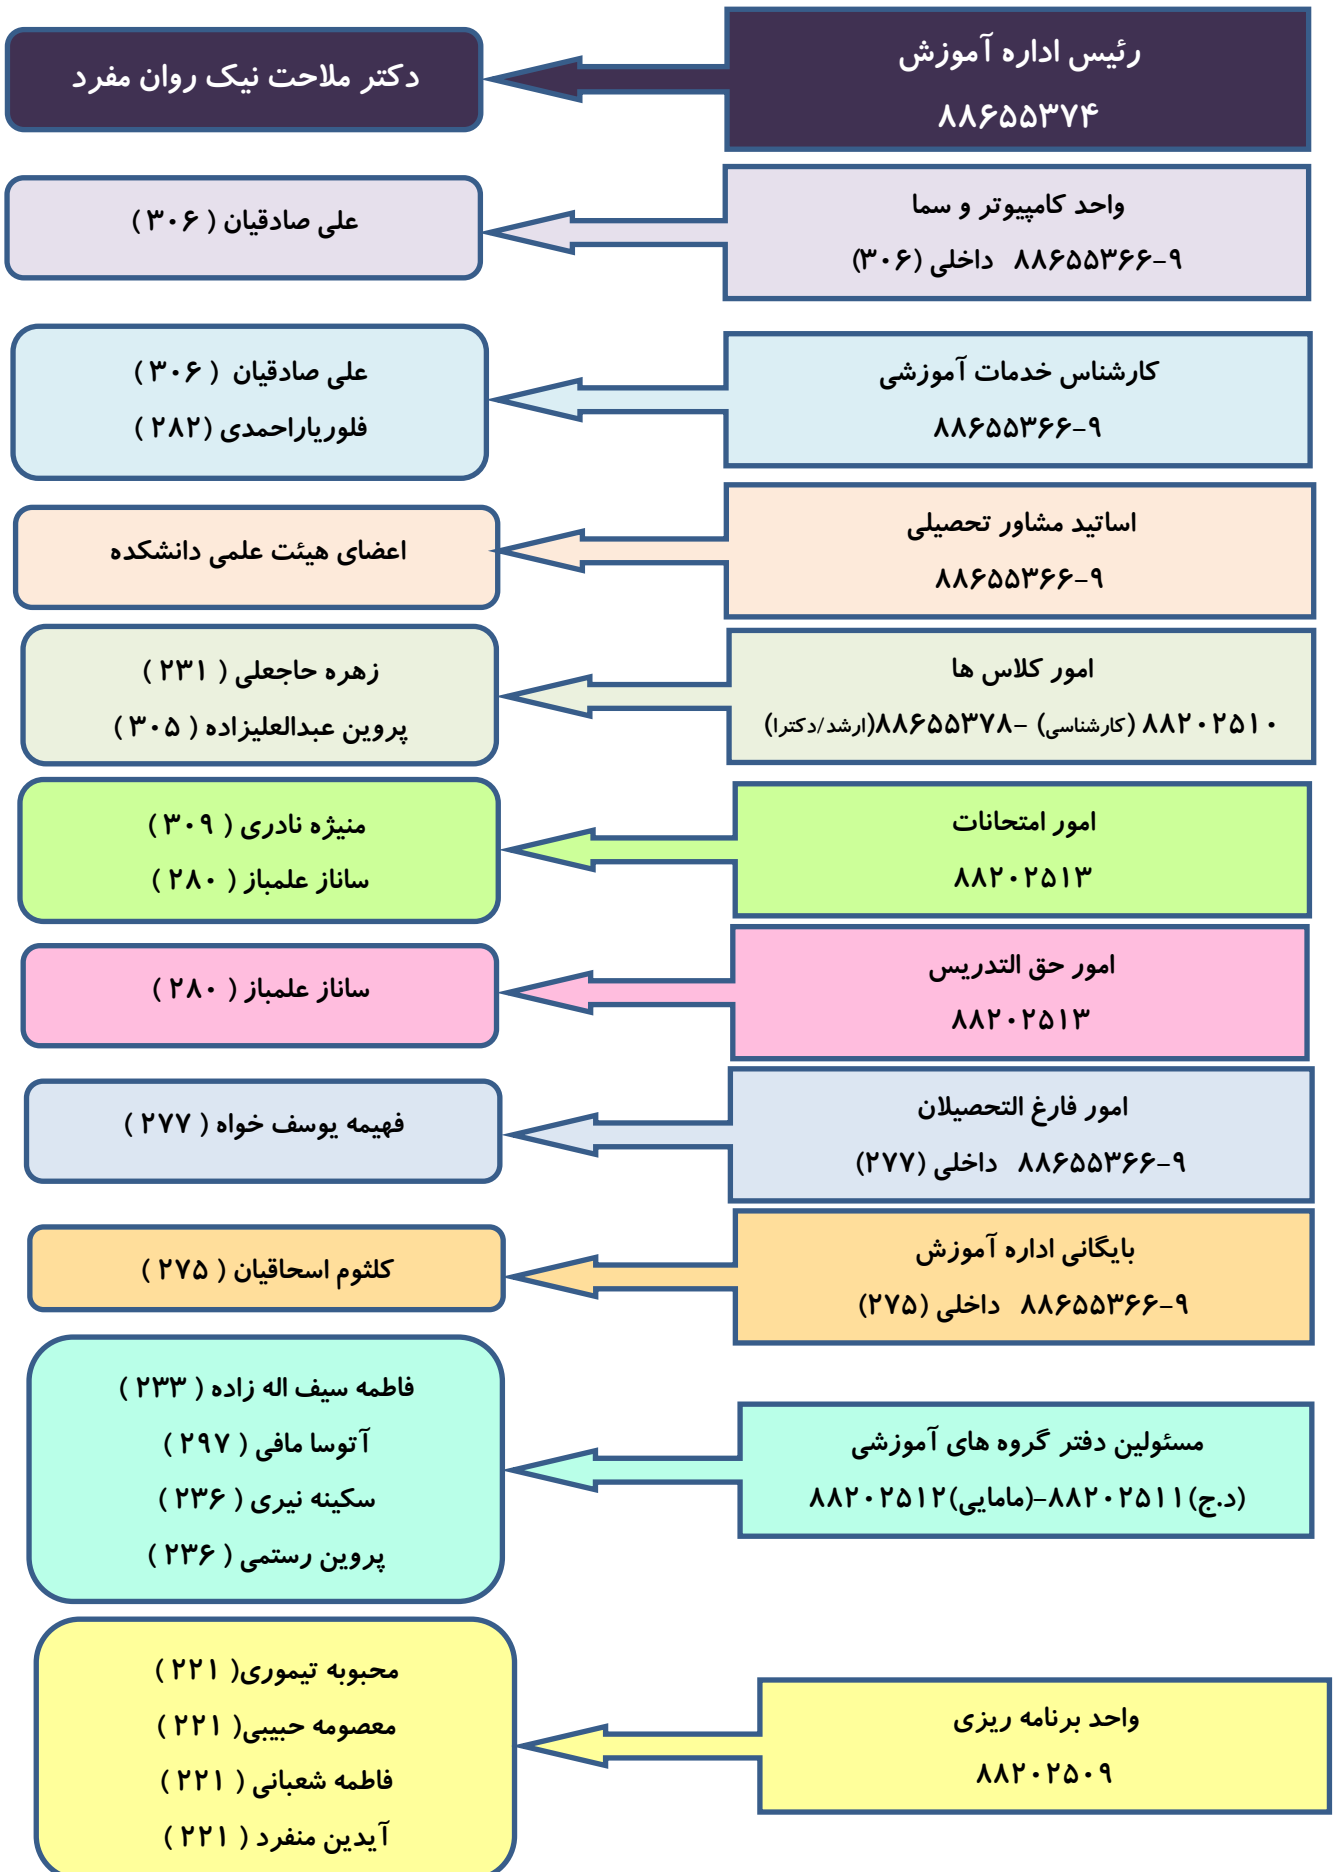 رئیس اداره آموزش
۸۸۶۵۵۳۷۴
دکتر ملاحت نیک روان مفرد
واحد کامپیوتر و سما
۸۸۶۵۵۳۶۶-۹ داخلی (۳۰۶)
علی صادقیان ( ۳۰۶ )
کارشناس خدمات آموزشی
۸۸۶۵۵۳۶۶-۹
علی صادقیان ( ۳۰۶ )
فلوریاراحمدی (۲۸۲ )
اساتید مشاور تحصیلی
۸۸۶۵۵۳۶۶-۹
اعضای هیئت علمی دانشکده
امور کلاس ها
۸۸۲۰۲۵۱۰ (کارشناسی) -۸۸۶۵۵۳۷۸(ارشد/دکترا)
زهره حاجعلی ( ۲۳۱ )
پروین عبدالعلیزاده ( ۳۰۵ )
امور امتحانات
۸۸۲۰۲۵۱۳
منیژه نادری ( ۳۰۹ )
ساناز علمباز ( ۲۸۰ )
امور حق التدریس
۸۸۲۰۲۵۱۳
ساناز علمباز ( ۲۸۰ )
امور فارغ التحصیلان
۸۸۶۵۵۳۶۶-۹ داخلی (۲۷۷)
فهیمه یوسف خواه ( ۲۷۷ )
بایگانی اداره آموزش
۸۸۶۵۵۳۶۶-۹ داخلی (۲۷۵)
کلثوم اسحاقیان ( ۲۷۵ )
مسئولین دفتر گروه های آموزشی
(د.ج)۸۸۲۰۲۵۱۱-(مامایی)۸۸۲۰۲۵۱۲
فاطمه سیف اله زاده ( ۲۳۳ )
آتوسا مافی ( ۲۹۷ )
سکینه نیری ( ۲۳۶ )
پروین رستمی ( ۲۳۶ )
واحد برنامه ریزی
۸۸۲۰۲۵۰۹
محبوبه تیموری( ۲۲۱ )
معصومه حبیبی( ۲۲۱ )
فاطمه شعبانی ( ۲۲۱ )
آیدین منفرد ( ۲۲۱ )